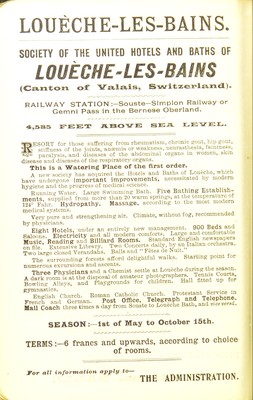 LOUÈCHE-LES-BAINS.
SOCIETY OF THE UNITED HOTELS AND BATHS OF
LOUËCHE-LES-BAINS
(Canton of Valais, Switzerland).
RAILWAY STATION:—Souste-Simplon Railway or
Gemmi Pass in the Bernese Oberland.
4,595 FEET ABOVE SEA LEVEL.
RESORT for those suffering from rheumatism, chronic gout, hip gout,
stiffness of the joints, anæmia or weakness, neurasthenia, faintness,
paralysis, and diseases of the abdominal organs in women, skin
disease and diseases of the respiratory organs.
This is a Watering Place of the first order.
A new society has acquired the Hotels and Baths of Louèche, which
have undergone important improvements, accomplished by modern
hygiene and the progress of medical science.
Running Water. Large Swimming Bath. Five Bathing Establish-
ments, supplied from more than 20 warm springs, at the temperature of
Fahr. Hydropathy. Massage, according to the most modern
medical systems.
Very pure and strengthening air. Climate, without fog, recommended
by physicians.
Eight Hotels, under an entirely new management. 900 Beds and
Saloons. Electricity and all modern comforts. Large and comfortable
Music, Reading and Billiard Rooms. Standard English newspapers
on file. Extensive Library. Two Concerts daily, by an Italian orchestra.
Two large closed Verandahs. Balls. "Fêtes de Nuit."
The surrounding forests afford delightful walks. Starting point for
numerous excursions and ascents.
Three Physicians and a Chemist settle at Louèche during the season.
A dark room is at the disposal of amateur photographers. Tennis Courts,
Bowling Alleys, and Playgrounds for children. Hall fitted up for
gymnastics.
English Church. Roman Catholic Church. Protestant Service in
French and German. Post Office, Telegraph and Telephone.
Mail Coach three times a day from Souste to Louèche Bath, and vice versâ.
SEASON:—1st of May to October 15th.
TERMS:—6 francs and upwards, according to choice
of rooms.
For all information apply to—
THE ADMINISTRATION.